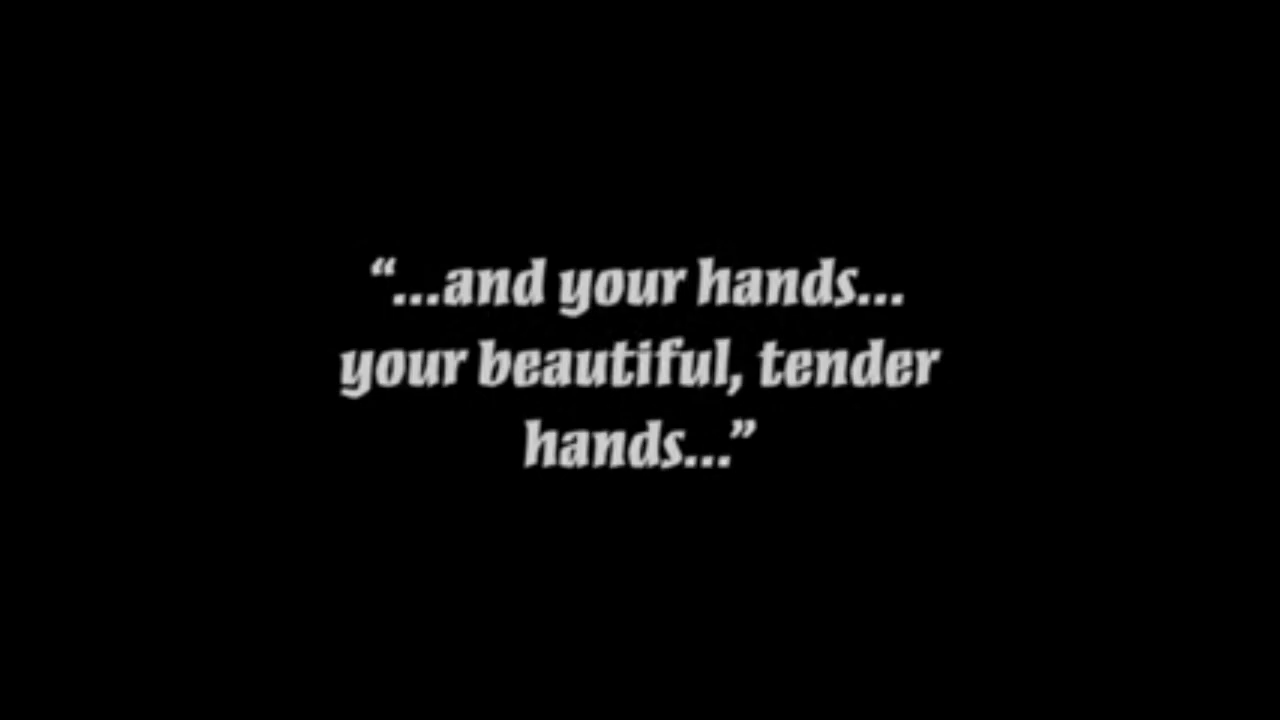 “...and your hands...
your beautiful, tender
hands...”